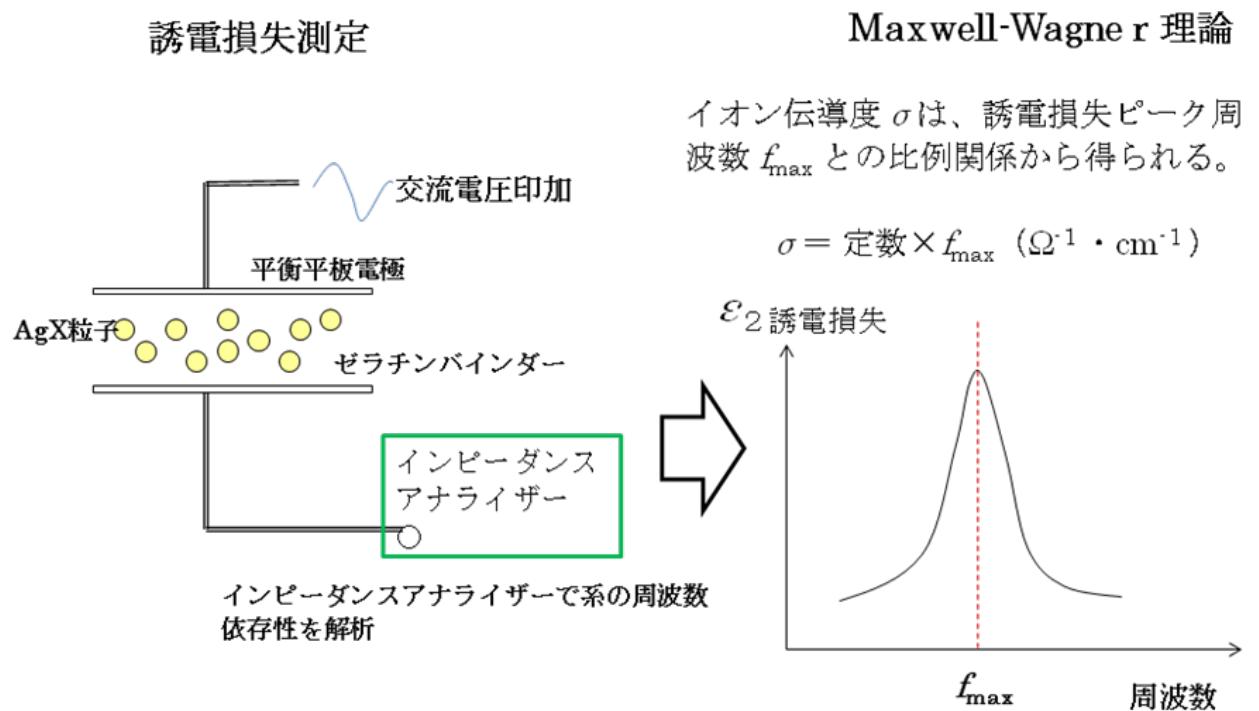 誘電損失測定
交流電圧印加
平衡平板電極
AgX粒子
ゼラチンバインダー
インピーダンス
アナライザー
インピーダンスアナライザーで系の周波数
依存性を解析
Maxwell-Wagne r 理論
イオン伝導度 σは、誘電損失ピーク周
波数 fmax との比例関係から得られる。
σ＝ 定数×fmax（Ω-1・cm-1）
ε2 誘電損失
fmax
周波数